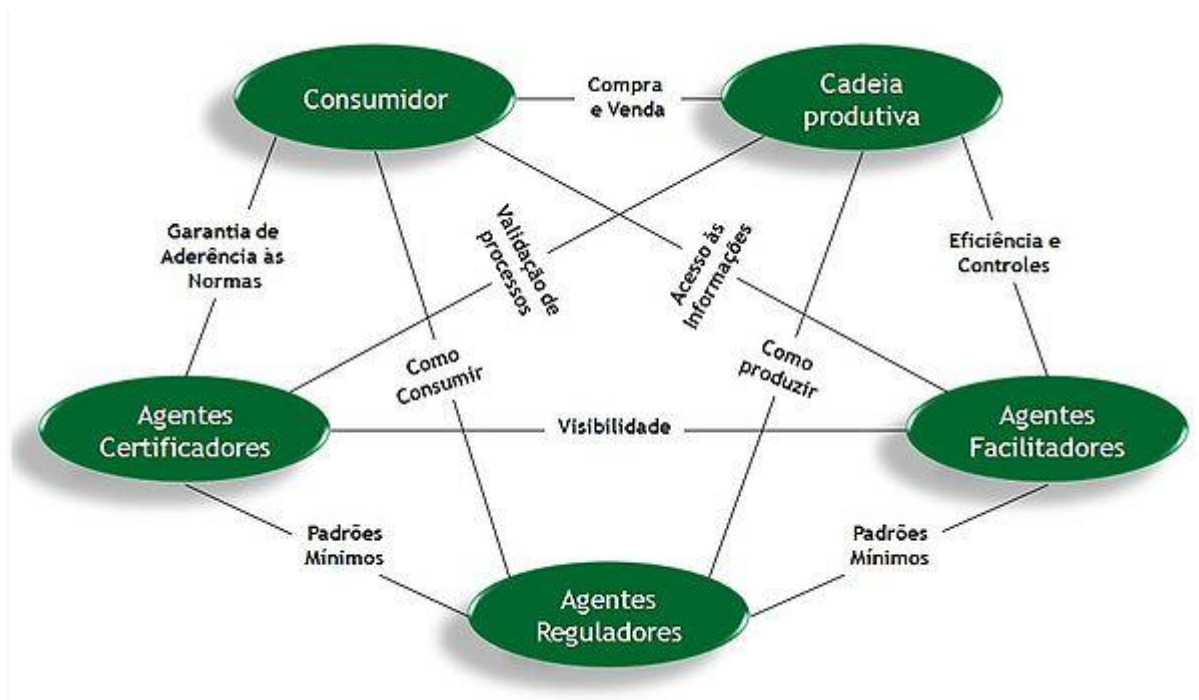 Consumidor
Compra
e Venda
Cadeia
produtiva
Garantia de
Aderência às
Normas
Validação de
processos
Acesso às
Informações
Eficiência e
Controles
Como
Consumir
Como
produzir
Agentes
Certificadores
Visibilidade
Agentes
Facilitadores
Padrões
Mínimos
Padrões
Mínimos
Agentes
Reguladores